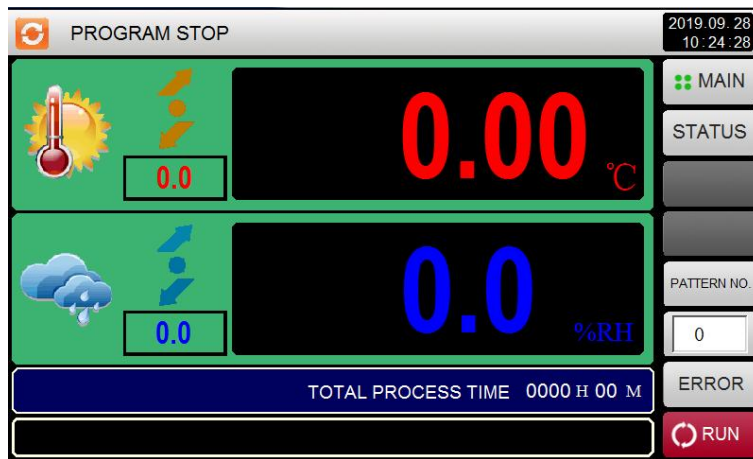 PROGRAM STOP
2019.09.28
10:24:28
0.00 ℃
0.0
MAIN
STATUS
0.0 %RH
0.0
PATTERN NO.
0
TOTAL PROCESS TIME 0000 H 00 M
ERROR
RUN